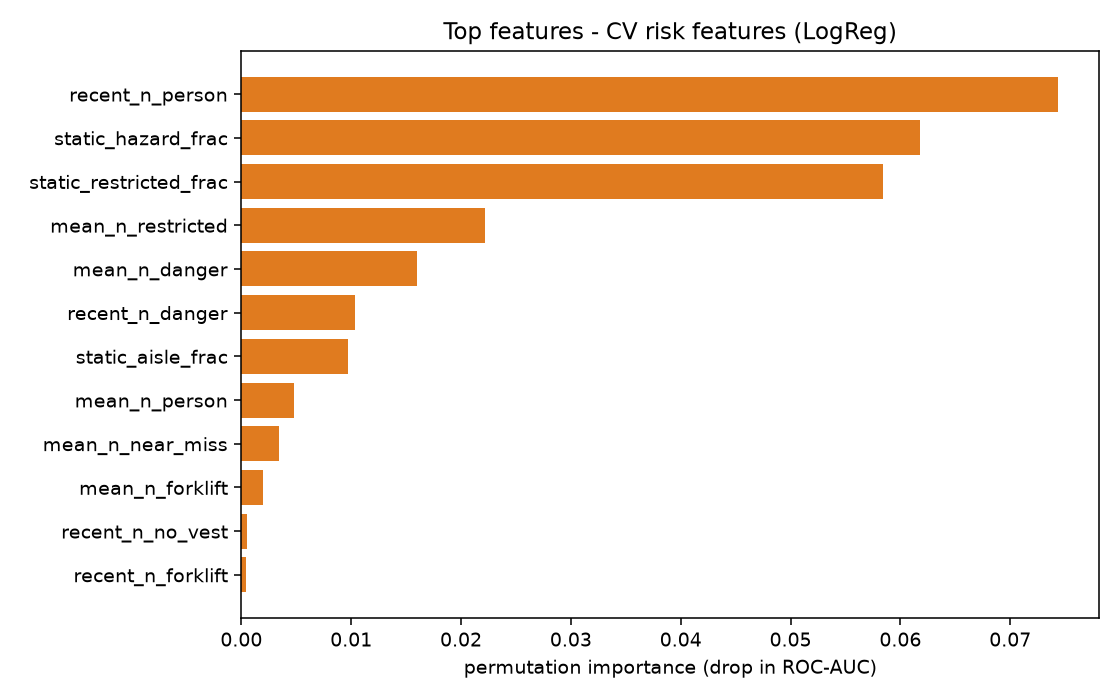 Top features - CV risk features (LogReg)
recent_n_person
static_hazard_frac
static_restricted_frac
mean_n_restricted
mean_n_danger
recent_n_danger
static_aisle_frac
mean_n_person
mean_n_near_miss
mean_n_forklift
recent_n_no_vest
recent_n_forklift
0.00 0.01 0.02 0.03 0.04 0.05 0.06 0.07
permutation importance (drop in ROC-AUC)